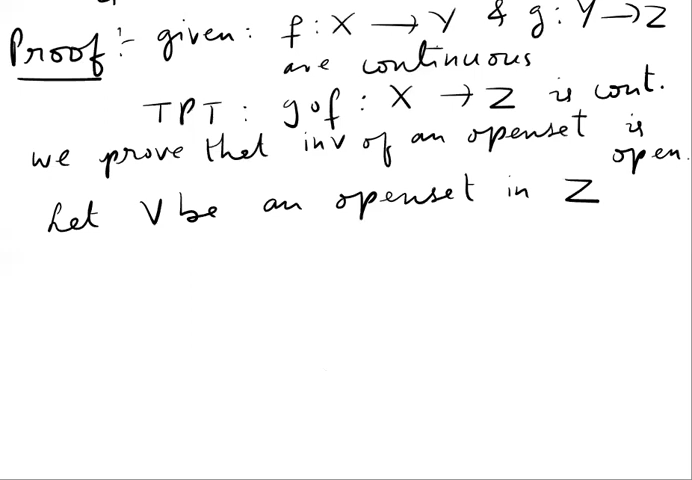 Proof :- given : f : X → Y & g : Y → Z
are continuous
TPT : g o f : X → Z is cont.
we prove that inv of an openset is
open.
Let V be an openset in Z